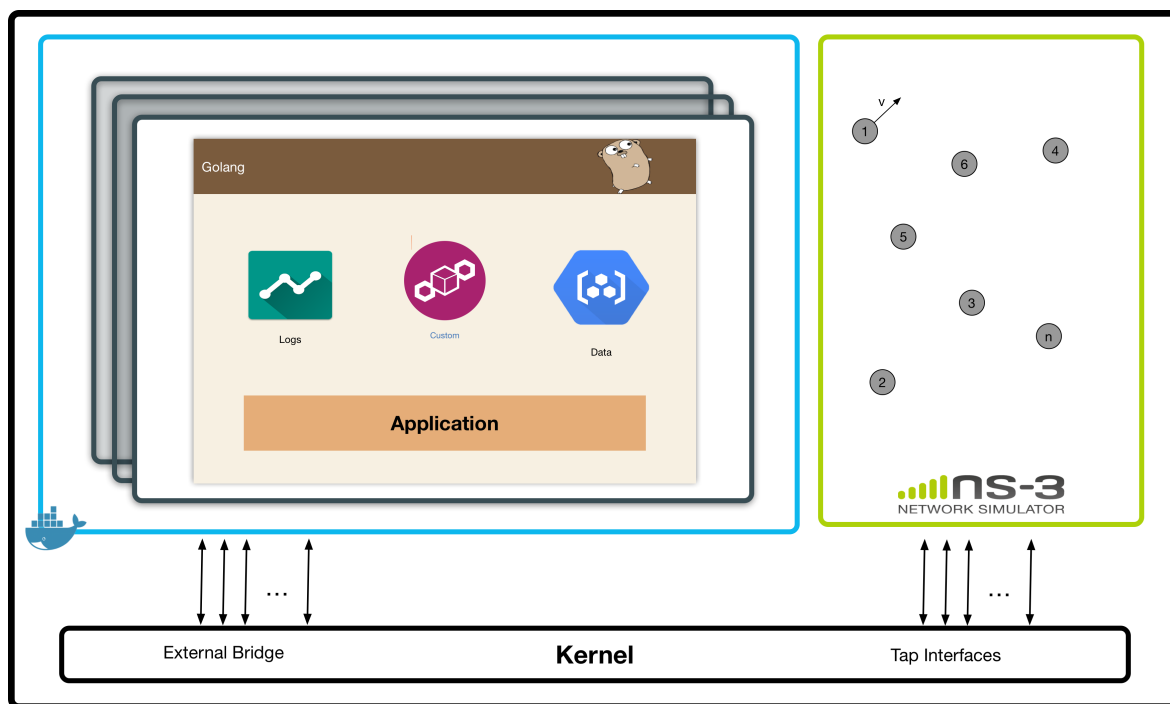 Golang
Logs
Custom
Data
Application
v
1
6
4
5
3
n
2
ns-3
NETWORK SIMULATOR
...
...
External Bridge
Kernel
Tap Interfaces